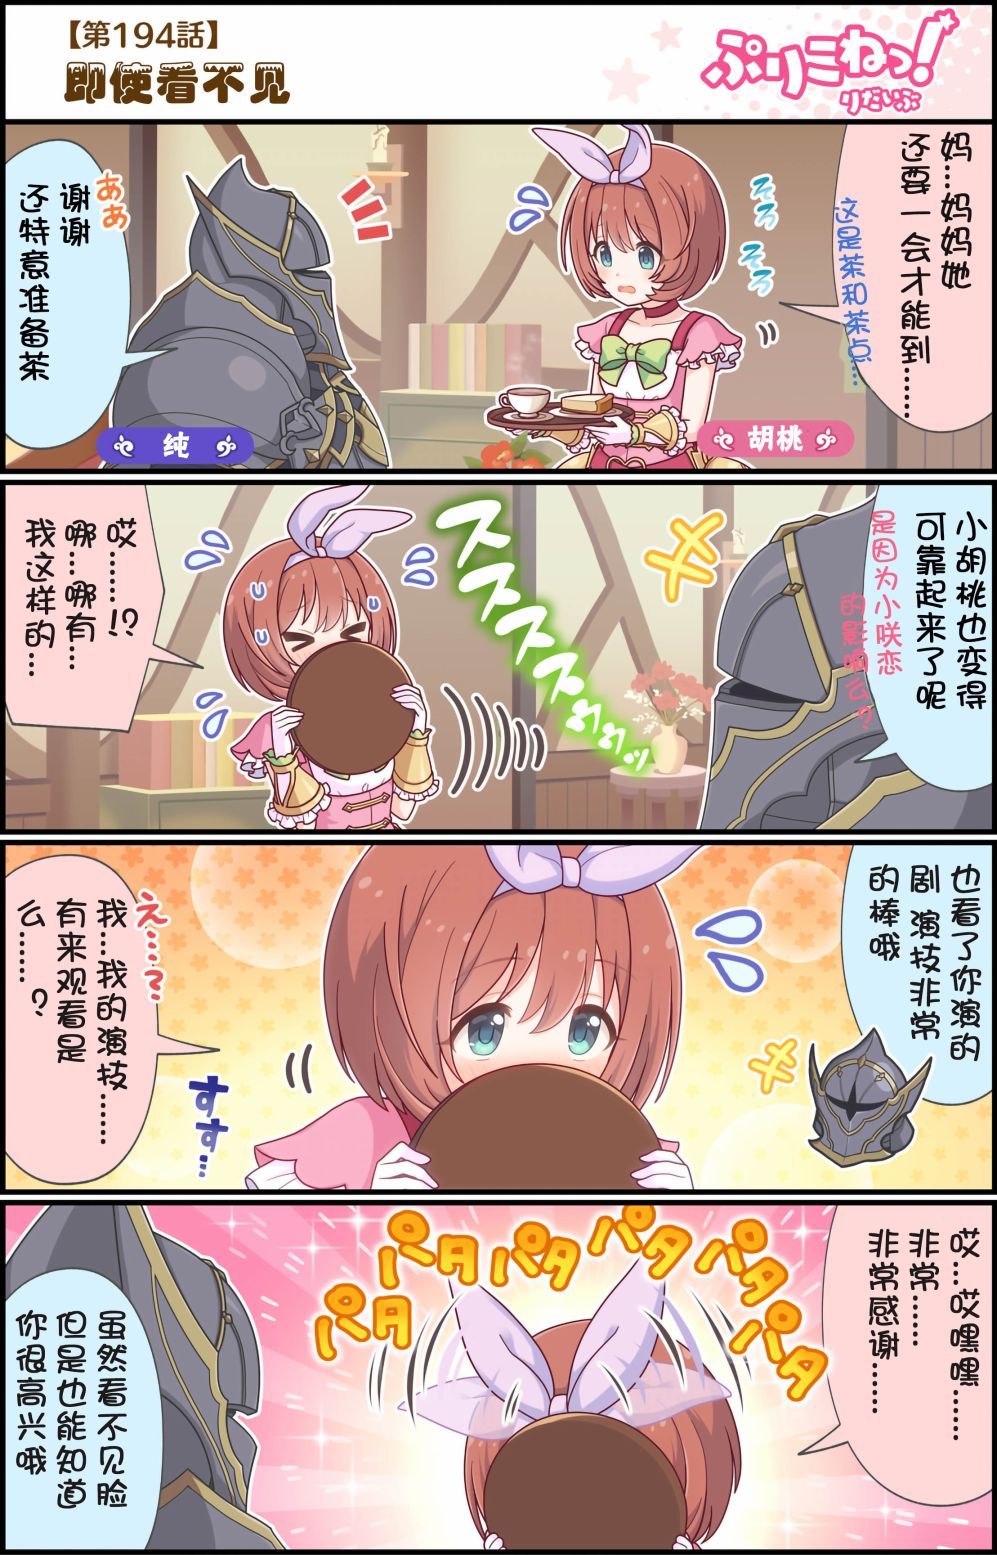 【第194話】
即使看不见
ぷりこねっ!
りだいぶ
妈…妈妈她
还要一会才能到……
这是茶和茶点…
そろ
そろ
ああ
谢谢
还特意准备茶
纯
胡桃
小胡桃也变得
可靠起来了呢
是因为小咲恋
的影响么?
ススススススッ
哎……!?
哪…哪有…
我这样的…
也看了你演的
剧 演技非常
的棒哦
え…?
我…我的演技……
有来观看是
么……?
すす…
哎…哎嘿嘿……
非常……
非常感谢……
パタ
パタ
パタ
パタ
パタ
パタ
虽然看不见脸
但是也能知道
你很高兴哦